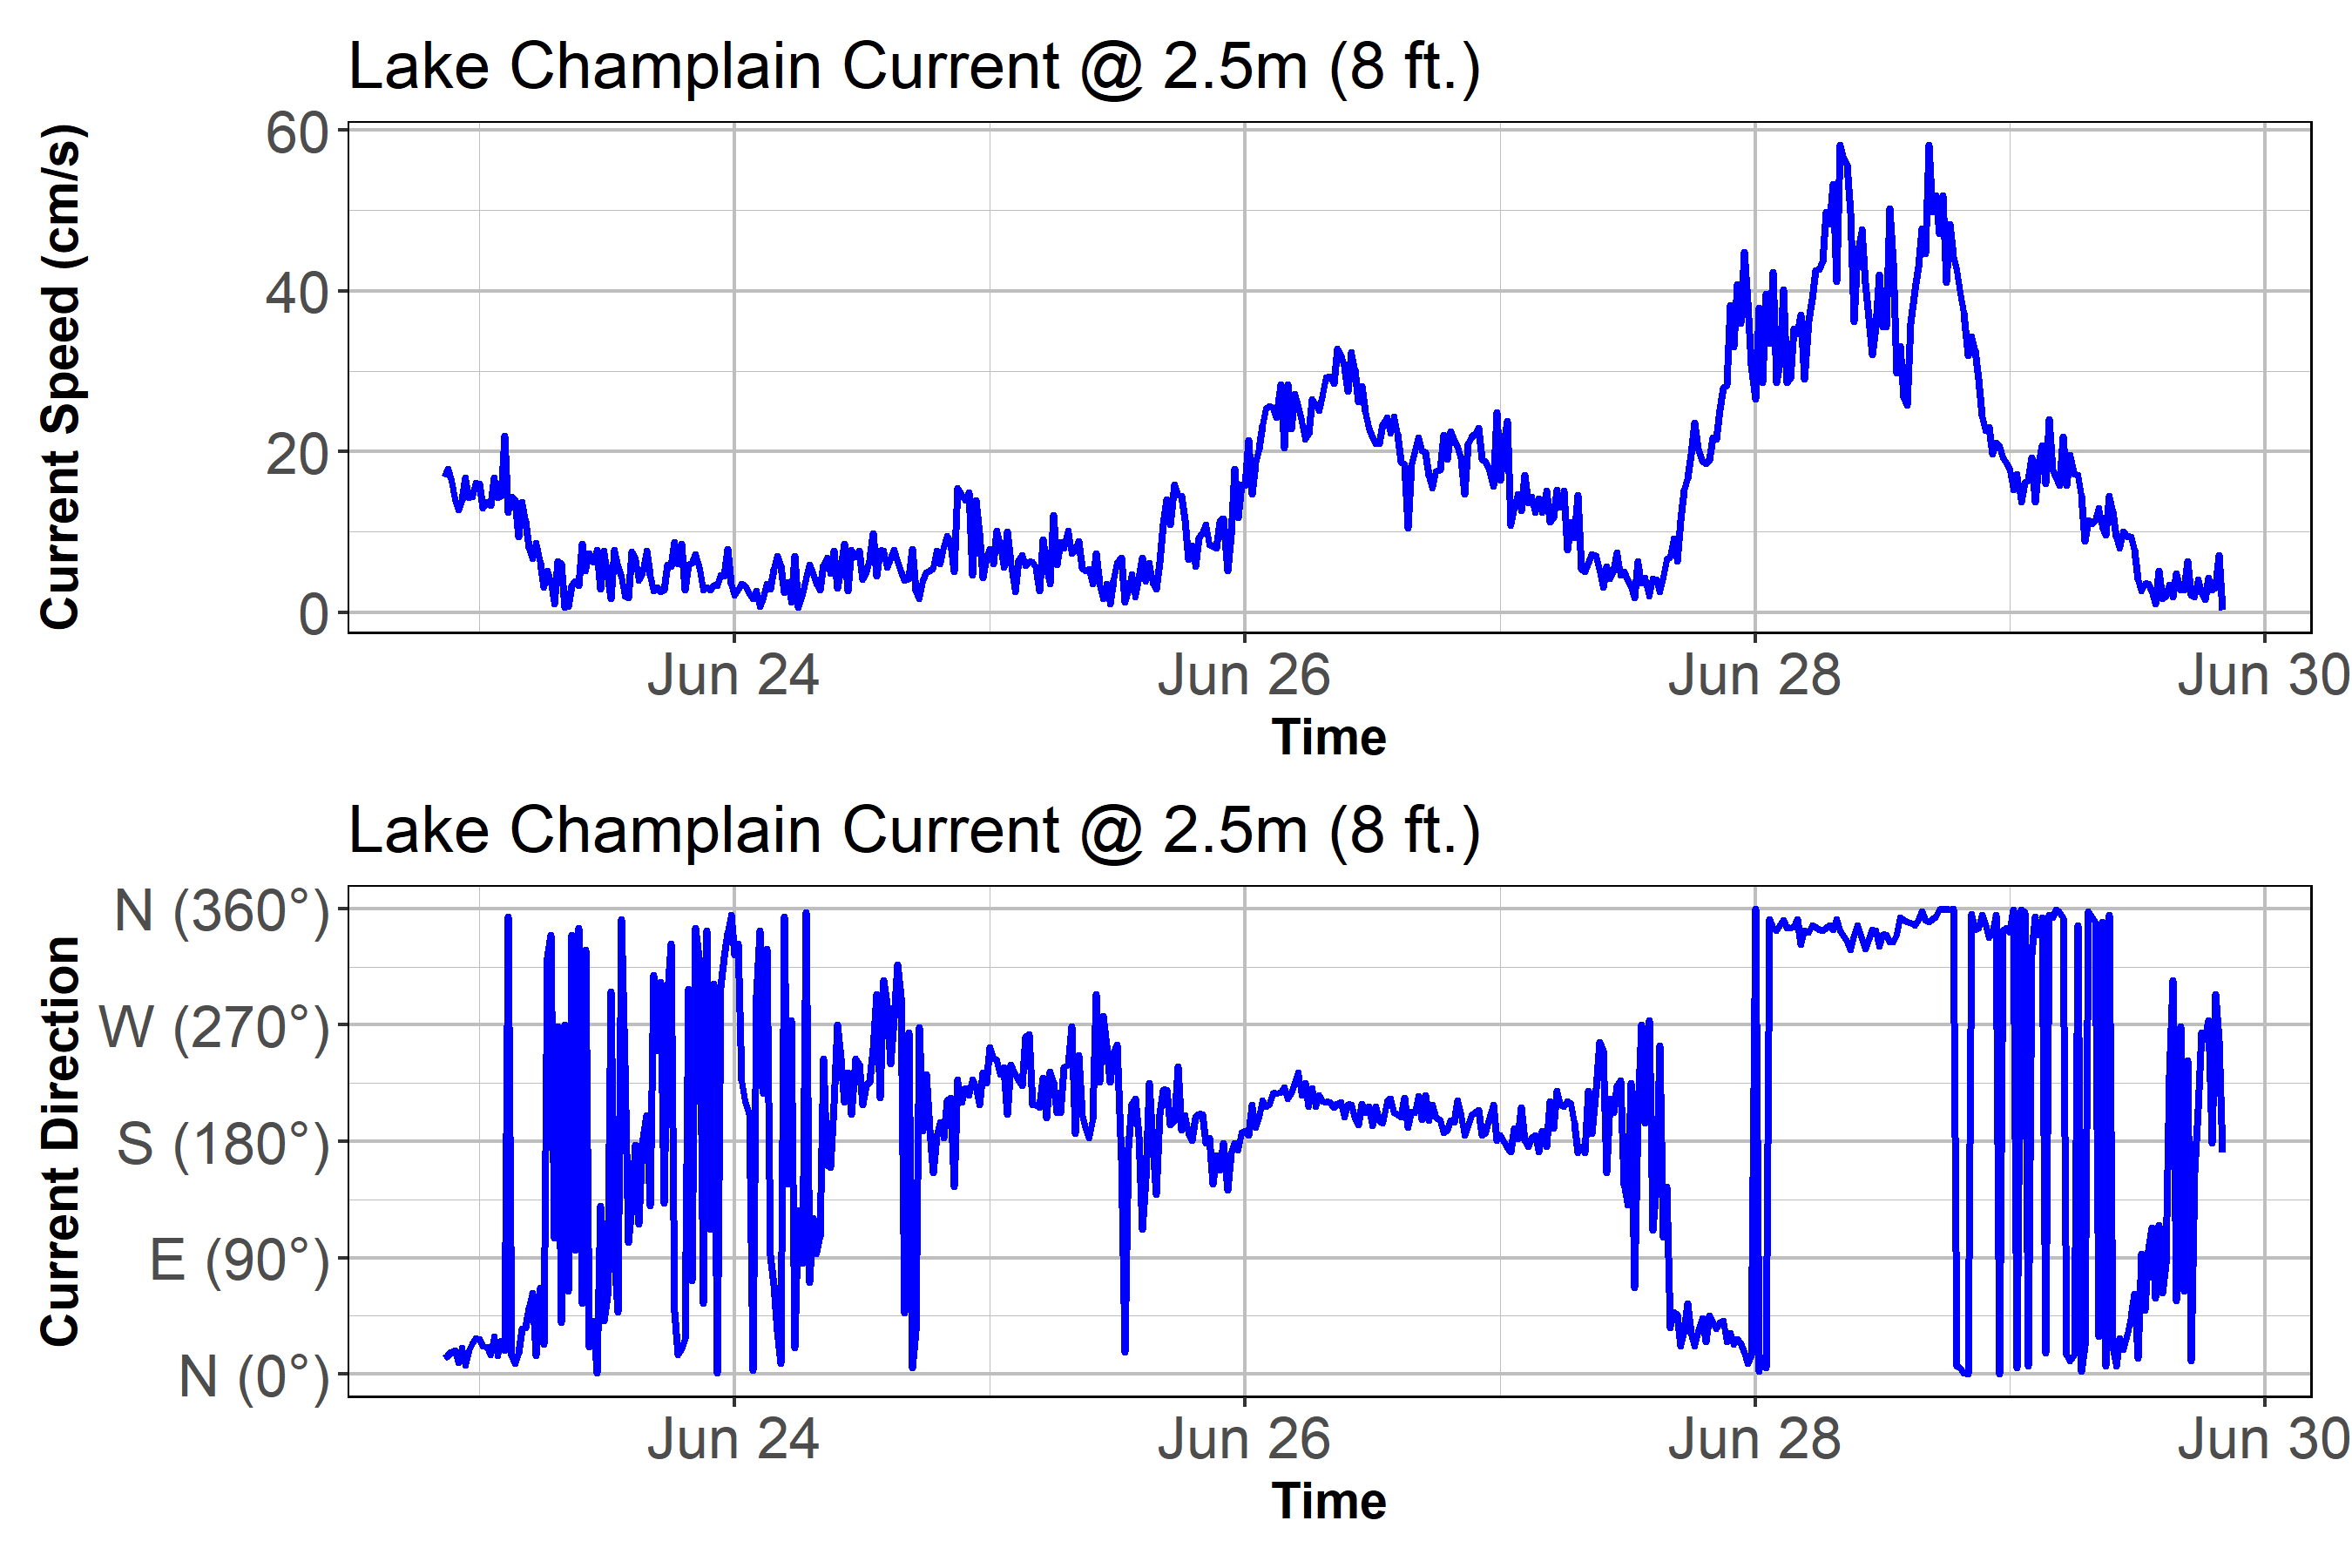 Lake Champlain Current @ 2.5m (8 ft.)
Current Speed (cm/s)
60
40
20
0
Jun 24 Jun 26 Jun 28 Jun 30
Time
Lake Champlain Current @ 2.5m (8 ft.)
Current Direction
N (360°)
W (270°)
S (180°)
E (90°)
N (0°)
Jun 24 Jun 26 Jun 28 Jun 30
Time